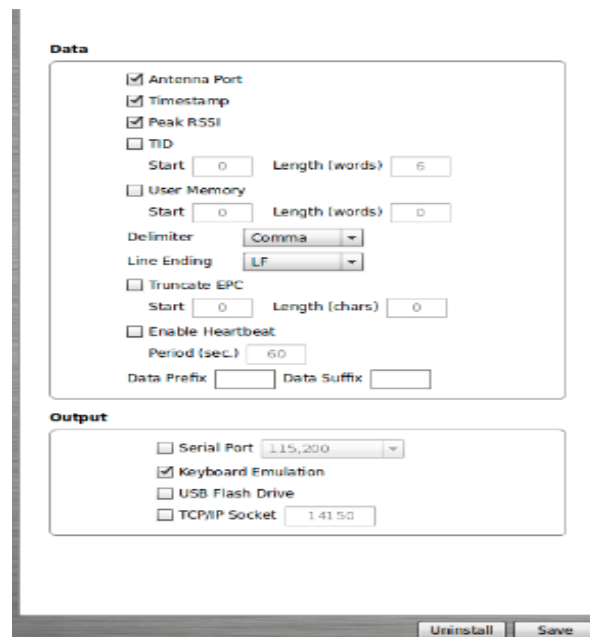 Data
Antenna Port
Timestamp
Peak RSSI
TID
Start 0 Length (words) 6
User Memory
Start 0 Length (words) 0
Delimiter Comma
Line Ending LF
Truncate EPC
Start 0 Length (chars) 0
Enable Heartbeat
Period (sec.) 60
Data Prefix Data Suffix
Output
Serial Port 115,200
Keyboard Emulation
USB Flash Drive
TCP/IP Socket 14150
Uninstall Save